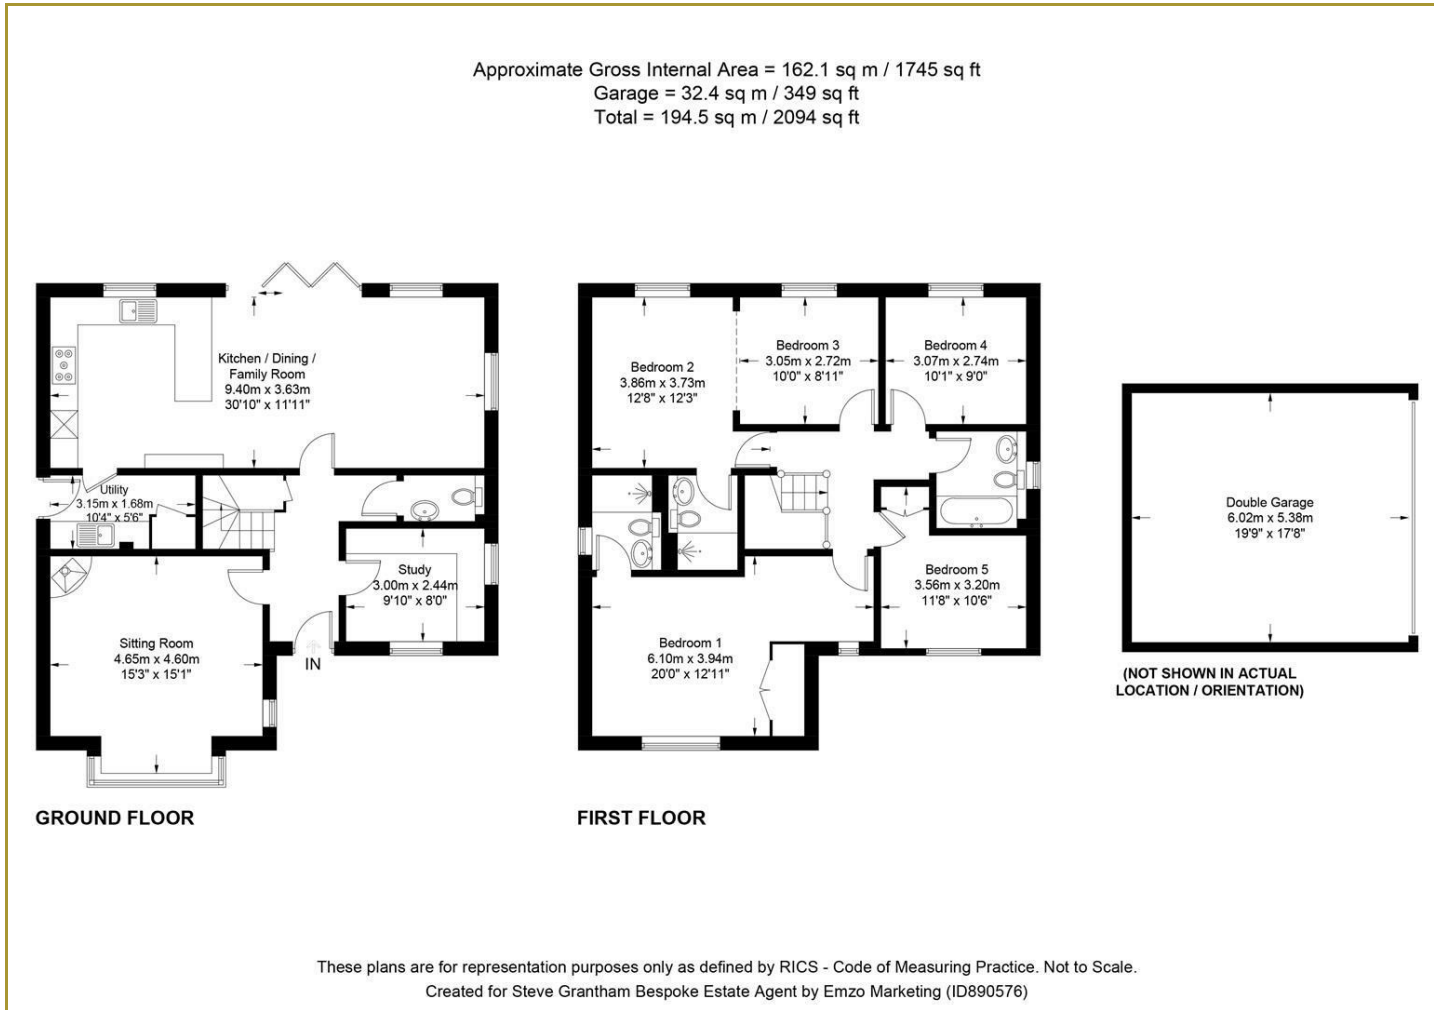 Approximate Gross Internal Area = 162.1 sq m / 1745 sq ft
Garage = 32.4 sq m / 349 sq ft
Total = 194.5 sq m / 2094 sq ft
Kitchen / Dining /
Family Room
9.40m x 3.63m
30'10" x 11'11"
Utility
3.15m x 1.68m
10'4" x 5'6"
Study
3.00m x 2.44m
9'10" x 8'0"
Sitting Room
4.65m x 4.60m
15'3" x 15'1"
IN
GROUND FLOOR
Bedroom 2
3.86m x 3.73m
12'8" x 12'3"
Bedroom 3
3.05m x 2.72m
10'0" x 8'11"
Bedroom 4
3.07m x 2.74m
10'1" x 9'0"
Bedroom 5
3.56m x 3.20m
11'8" x 10'6"
Bedroom 1
6.10m x 3.94m
20'0" x 12'11"
FIRST FLOOR
Double Garage
6.02m x 5.38m
19'9" x 17'8"
(NOT SHOWN IN ACTUAL
LOCATION / ORIENTATION)
These plans are for representation purposes only as defined by RICS - Code of Measuring Practice. Not to Scale.
Created for Steve Grantham Bespoke Estate Agent by Emzo Marketing (ID890576)